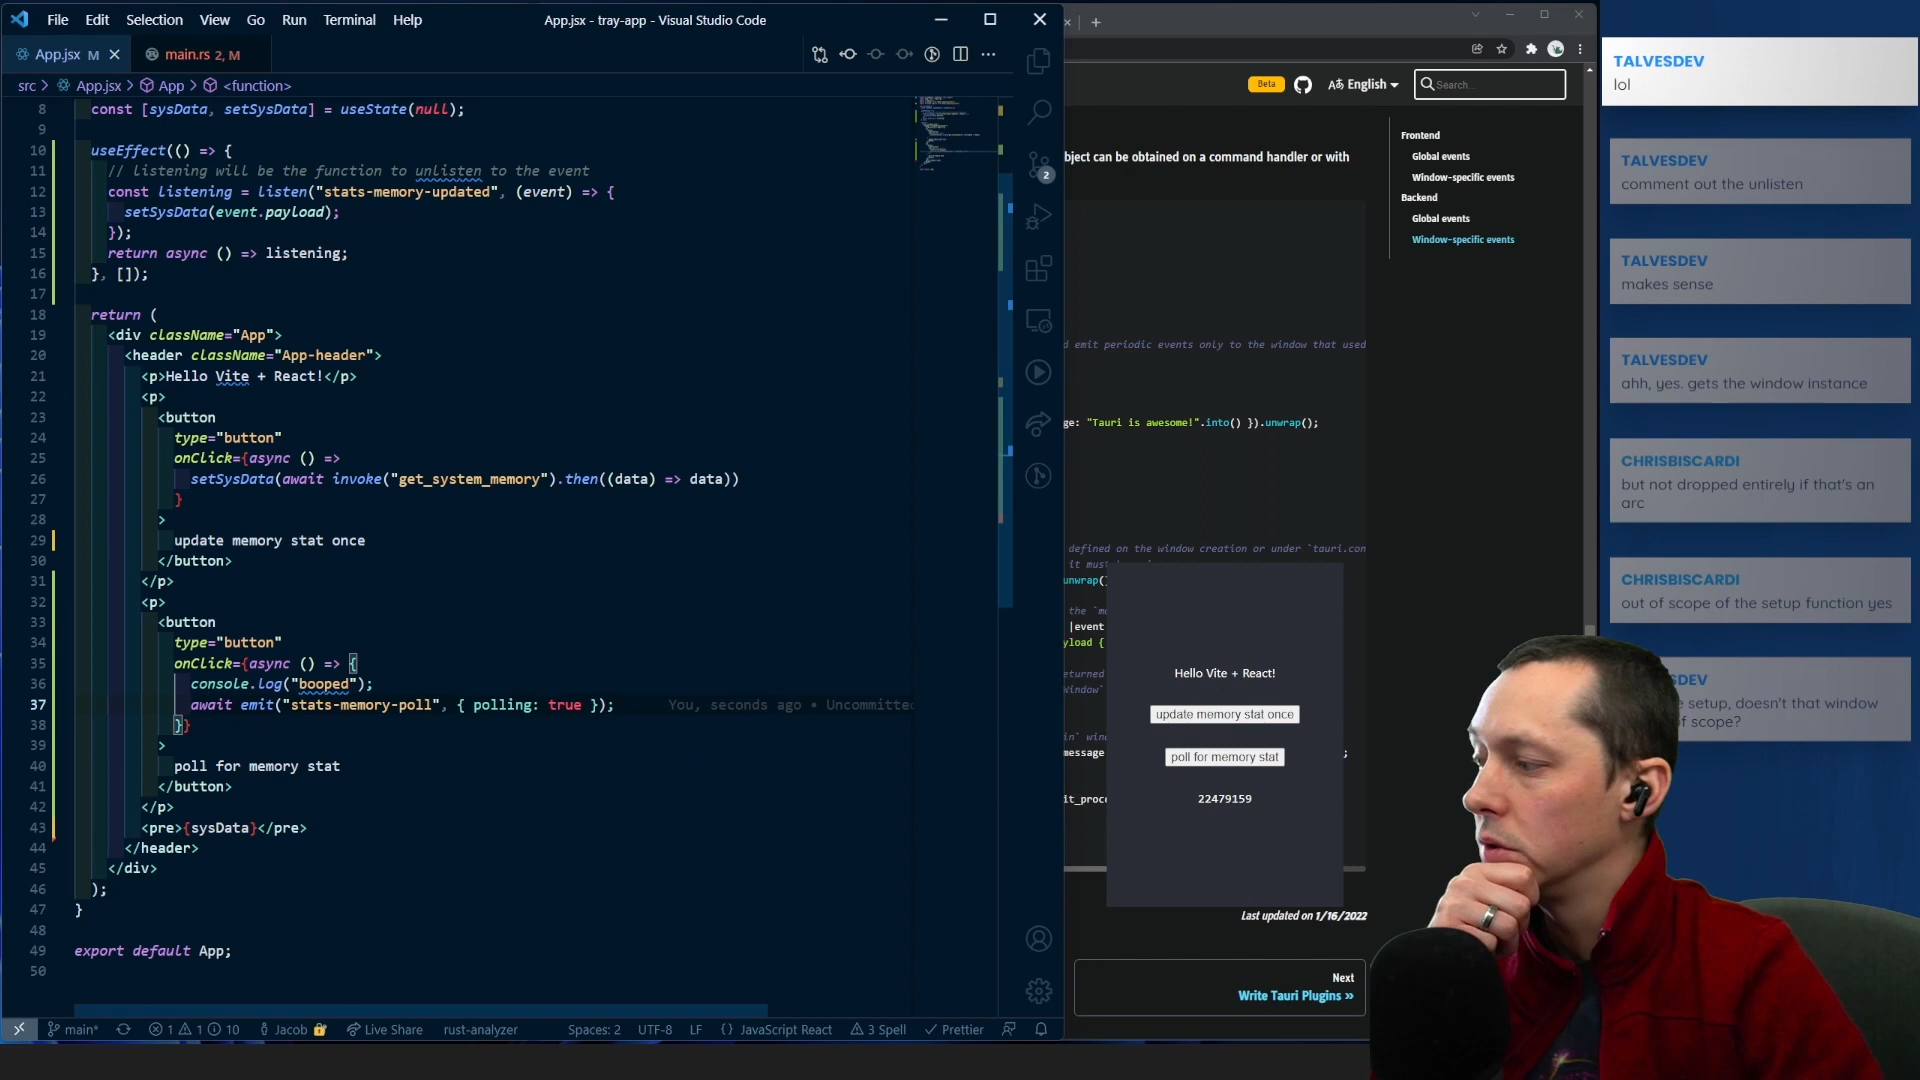 File Edit Selection View Go Run Terminal Help
App.jsx - tray-app - Visual Studio Code
App.jsx M
main.rs 2, M
src > App.jsx > App > <function>
8 const [sysData, setSysData] = useState(null);
9
10 useEffect(() => {
11 // listening will be the function to unlisten to the event
12 const listening = listen("stats-memory-updated", (event) => {
13 setSysData(event.payload);
14 });
15 return async () => listening;
16 }, []);
17
18 return (
19 <div className="App">
20 <header className="App-header">
21 <p>Hello Vite + React!</p>
22 <p>
23 <button
24 type="button"
25 onClick={async () =>
26 setSysData(await invoke("get_system_memory").then((data) => data))
27 }
28 >
29 update memory stat once
30 </button>
31 </p>
32 <p>
33 <button
34 type="button"
35 onClick={async () => {
36 console.log("booped");
37 await emit("stats-memory-poll", { polling: true }); You, seconds ago • Uncommitted
38 }}
39 >
40 poll for memory stat
41 </button>
42 </p>
43 <pre>{sysData}</pre>
44 </header>
45 </div>
46 );
47 }
48
49 export default App;
50
2
main* 1 1 10 Jacob Live Share rust-analyzer Spaces: 2 UTF-8 LF {} JavaScript React 3 Spell Prettier
Beta
English
Search...
bject can be obtained on a command handler or with
Frontend
Global events
Window-specific events
Backend
Global events
Window-specific events
d emit periodic events only to the window that used
ge: "Tauri is awesome!".into() }).unwrap();
defined on the window creation or under `tauri.con
it must
unwrap()
the `m
|event
yload {
eturned
Window`
in` win
message ;
it_proc
Hello Vite + React!
update memory stat once
poll for memory stat
22479159
Last updated on 1/16/2022
Next
Write Tauri Plugins »
TALVESDEV
lol
TALVESDEV
comment out the unlisten
TALVESDEV
makes sense
TALVESDEV
ahh, yes. gets the window instance
CHRISBISCARDI
but not dropped entirely if that's an
arc
CHRISBISCARDI
out of scope of the setup function yes
SDEV
setup, doesn't that window
f scope?